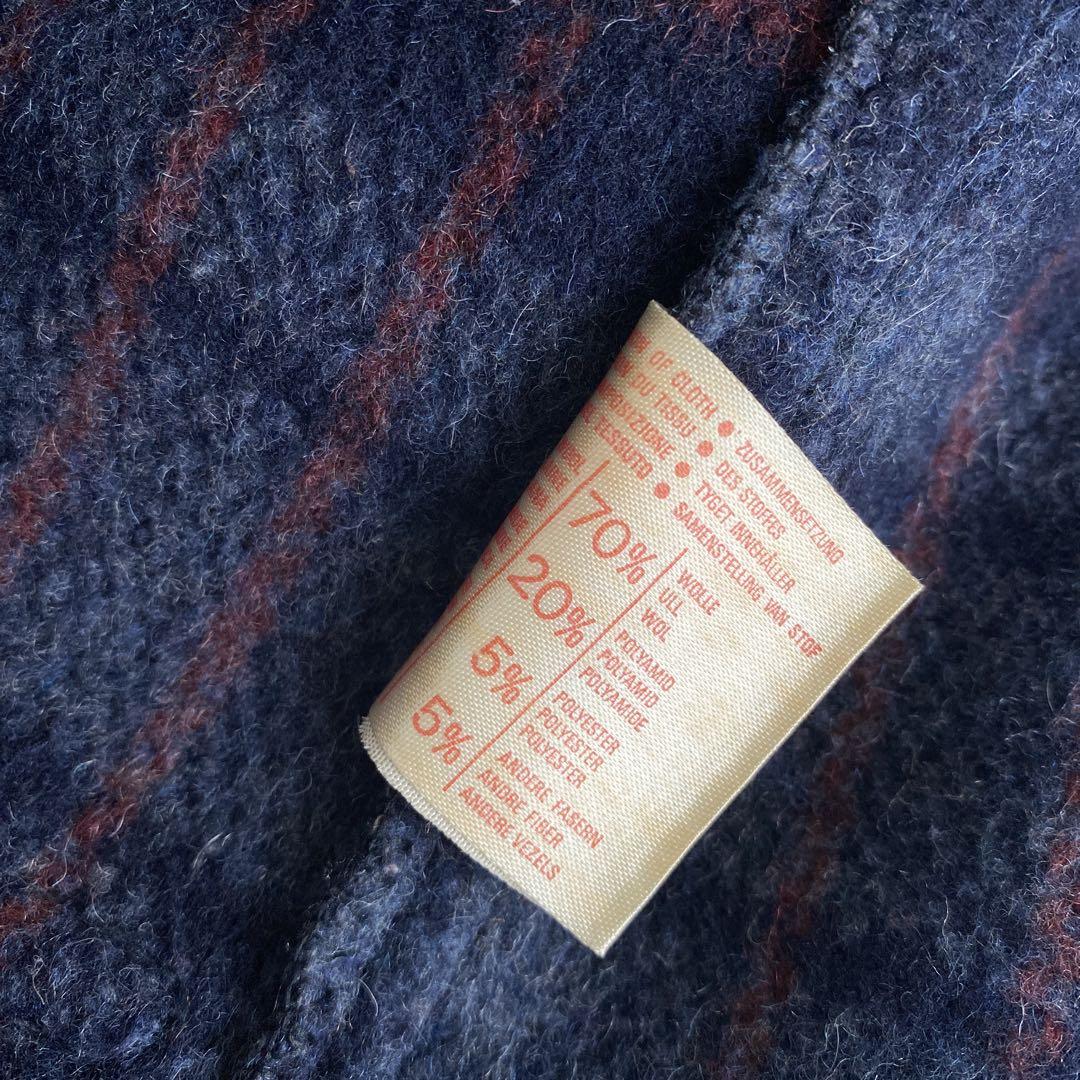 OF CLOTH • ZUSAMMENSETZUNG
DU TISSU • DES STOFFES
• TYGET INNEHÅLLER
• SAMENSTELLING VAN STOF
70% WOLLE
ULL
WOL
20% POLYAMID
POLYAMID
POLYAMIDE
5% POLYESTER
POLYESTER
POLYESTER
5% ANDERE FASERN
ANDRE FIBER
ANDERE VEZELS